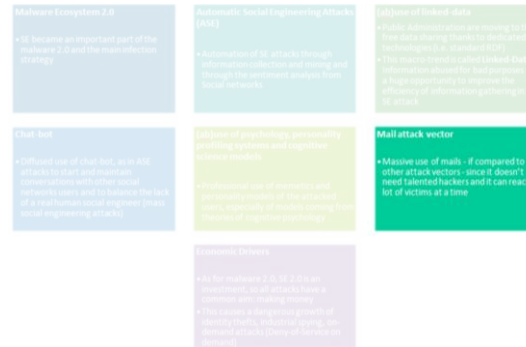 Malware Ecosystem 2.0
• SE became an important part of the
malware 2.0 and the main infection
strategy
Automatic Social Engineering Attacks
(ASE)
• Automation of SE attacks through
information collection and mining and
through the sentiment analysis from
Social networks
(ab)use of linked-data
• Public Administration are moving to
free data sharing thanks to dedicated
technologies (i.e. standard RDF)
• This macro-trend is called Linked-Dat
information abused for bad purposes
a huge opportunity to improve the
efficiency of information gathering in
SE attack
Chat-bot
• Diffused use of chat-bot, as in ASE
attacks to start and maintain
conversations with other social
networks users and to balance the lack
of a real human social engineer (mass
social engineering attacks)
(ab)use of psychology, personality
profiling systems and cognitive
science models
• Professional use of memetics and
personality models of the attacked
users, especially of models coming from
theories of cognitive psychology
Mail attack vector
• Massive use of mails - if compared to
other attack vectors - since it doesn't
need talented hackers and it can reac
lot of victims at a time
Economic Drivers
• As for malware 2.0, SE 2.0 is an
investment, as all attacks have a
common aim: making money
• This causes a dangerous growth of
identity thefts, industrial spying, on-
demand attacks (Deny-of-Service on
demand)